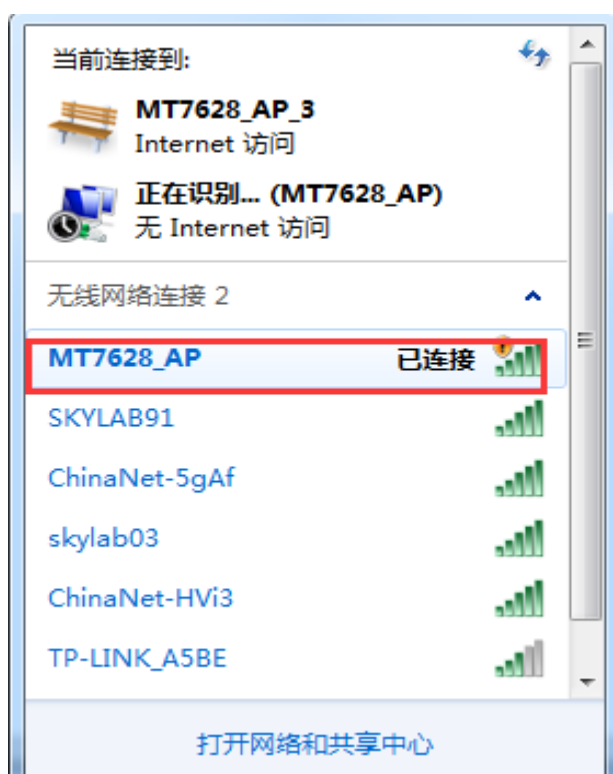 当前连接到:
MT7628_AP_3
Internet 访问
正在识别... (MT7628_AP)
无 Internet 访问
无线网络连接 2
MT7628_AP 已连接
SKYLAB91
ChinaNet-5gAf
skylab03
ChinaNet-HVi3
TP-LINK_A5BE
打开网络和共享中心